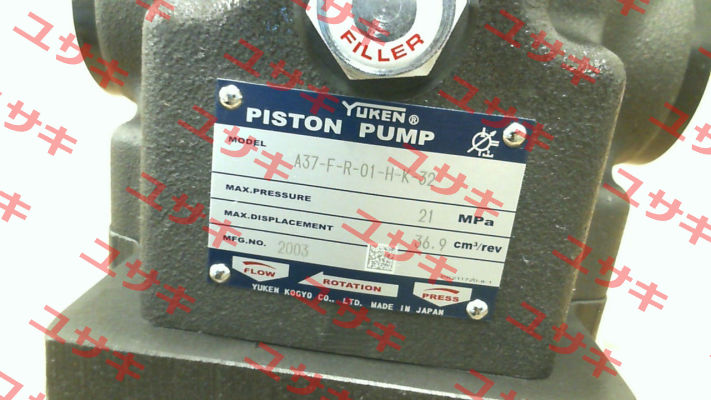 FILLER
YUKEN®
PISTON PUMP
MODEL
A37-F-R-01-H-K-32
MAX.PRESSURE 21 MPa
MAX.DISPLACEMENT 36.9 cm³/rev
MFG.NO. 2003
FLOW
ROTATION
PRESS
YUKEN KOGYO CO., LTD. MADE IN JAPAN
ユサキ